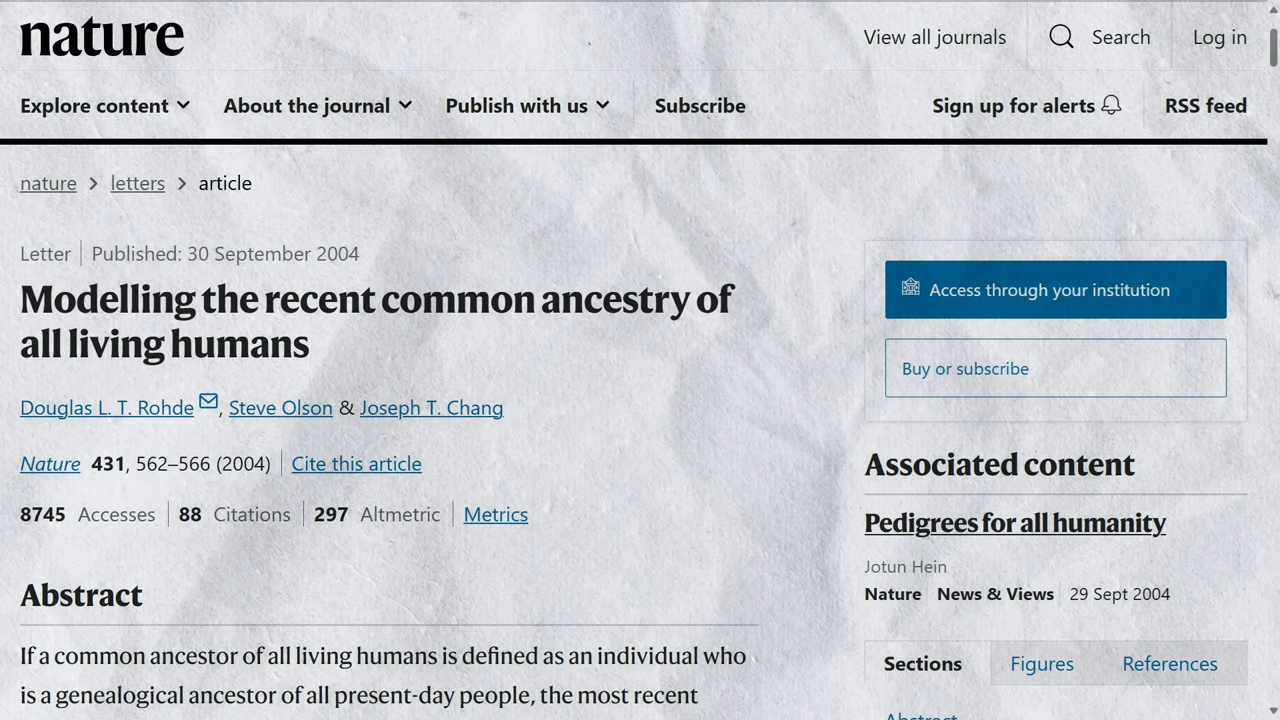 nature
View all journals
Search
Log in
Explore content
About the journal
Publish with us
Subscribe
Sign up for alerts
RSS feed
nature
letters
article
Letter Published: 30 September 2004
Modelling the recent common ancestry of
all living humans
Douglas L. T. Rohde , Steve Olson & Joseph T. Chang
Nature 431, 562–566 (2004) Cite this article
8745 Accesses 88 Citations 297 Altmetric Metrics
Abstract
If a common ancestor of all living humans is defined as an individual who
is a genealogical ancestor of all present-day people, the most recent
Access through your institution
Buy or subscribe
Associated content
Pedigrees for all humanity
Jotun Hein
Nature News & Views 29 Sept 2004
Sections
Figures
References
Abstract